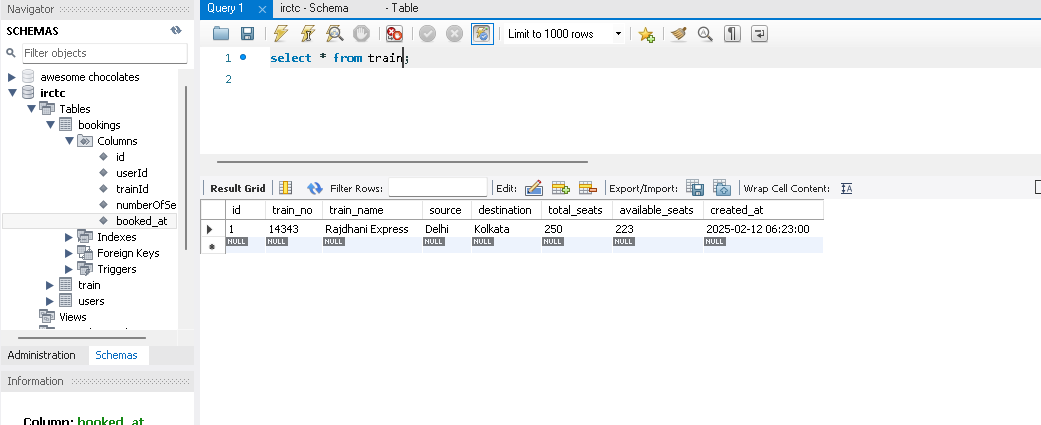 Navigator
SCHEMAS
Filter objects
awesome chocolates
irctc
Tables
bookings
Columns
id
userId
trainId
numberOfSe
booked_at
Indexes
Foreign Keys
Triggers
train
users
Views
Administration Schemas
Information
Column: booked_at
Query 1 irctc - Schema - Table
Limit to 1000 rows
1 select * from train;
2
Result Grid Filter Rows: Edit: Export/Import: Wrap Cell Content:
id train_no train_name source destination total_seats available_seats created_at
1 14343 Rajdhani Express Delhi Kolkata 250 223 2025-02-12 06:23:00
NULL NULL NULL NULL NULL NULL NULL NULL